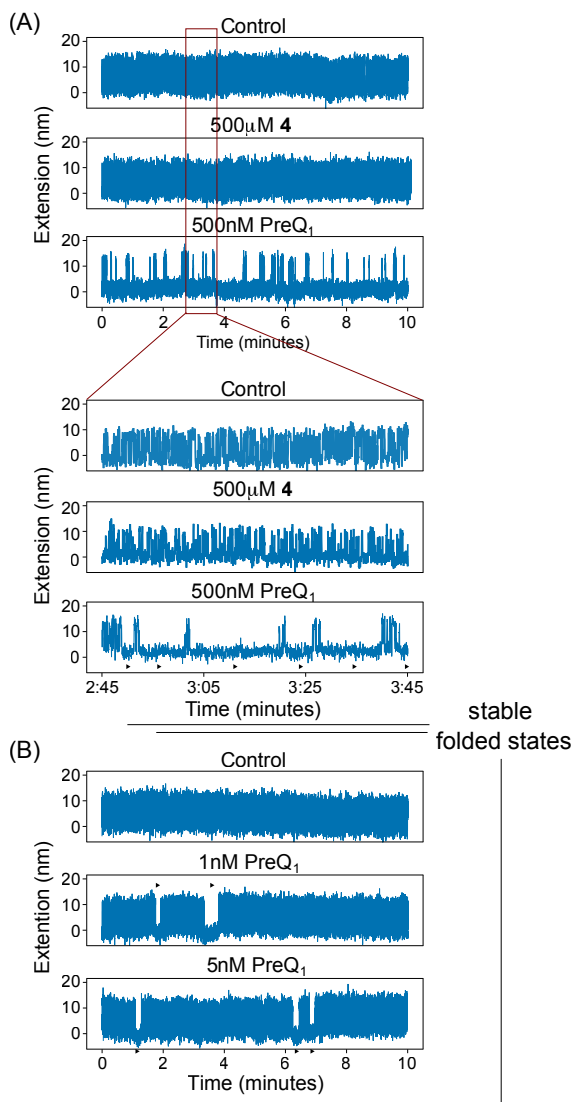 (A)
Control
20
10
0
500μM 4
20
10
0
500nM PreQ₁
20
10
0
Extension (nm)
0 2 4 6 8 10
Time (minutes)
Control
20
10
0
500μM 4
20
10
0
500nM PreQ₁
20
10
0
Extension (nm)
2:45 3:05 3:25 3:45
Time (minutes)
stable
folded states
(B)
Control
20
10
0
1nM PreQ₁
20
10
0
5nM PreQ₁
20
10
0
Extention (nm)
0 2 4 6 8 10
Time (minutes)